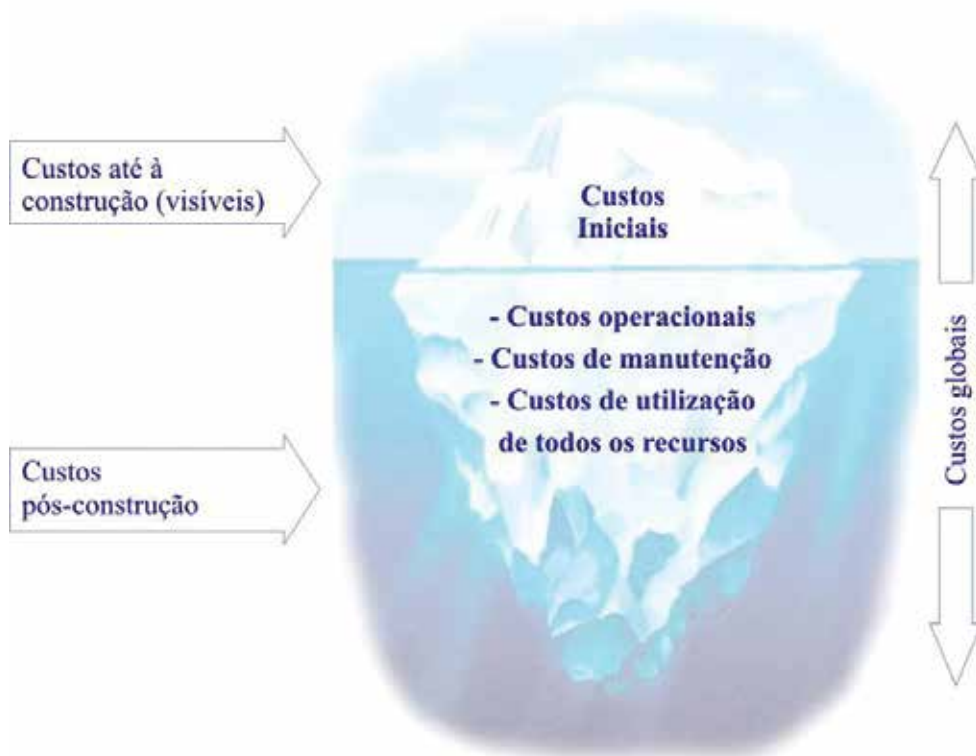 Custos até à
construção (visíveis)
Custos
Iniciais
- Custos operacionais
- Custos de manutenção
- Custos de utilização
de todos os recursos
Custos
pós-construção
Custos globais